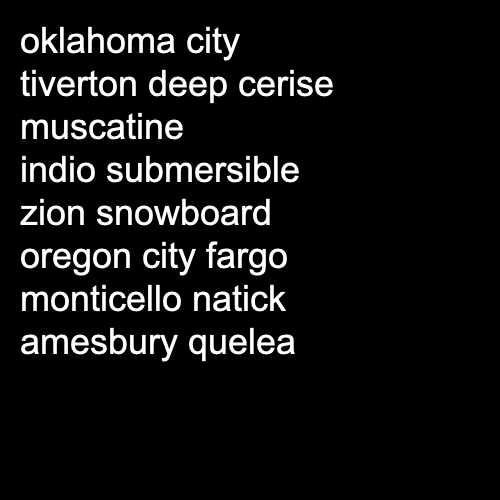 oklahoma city
tiverton deep cerise
muscatine
indio submersible
zion snowboard
oregon city fargo
monticello natick
amesbury quelea